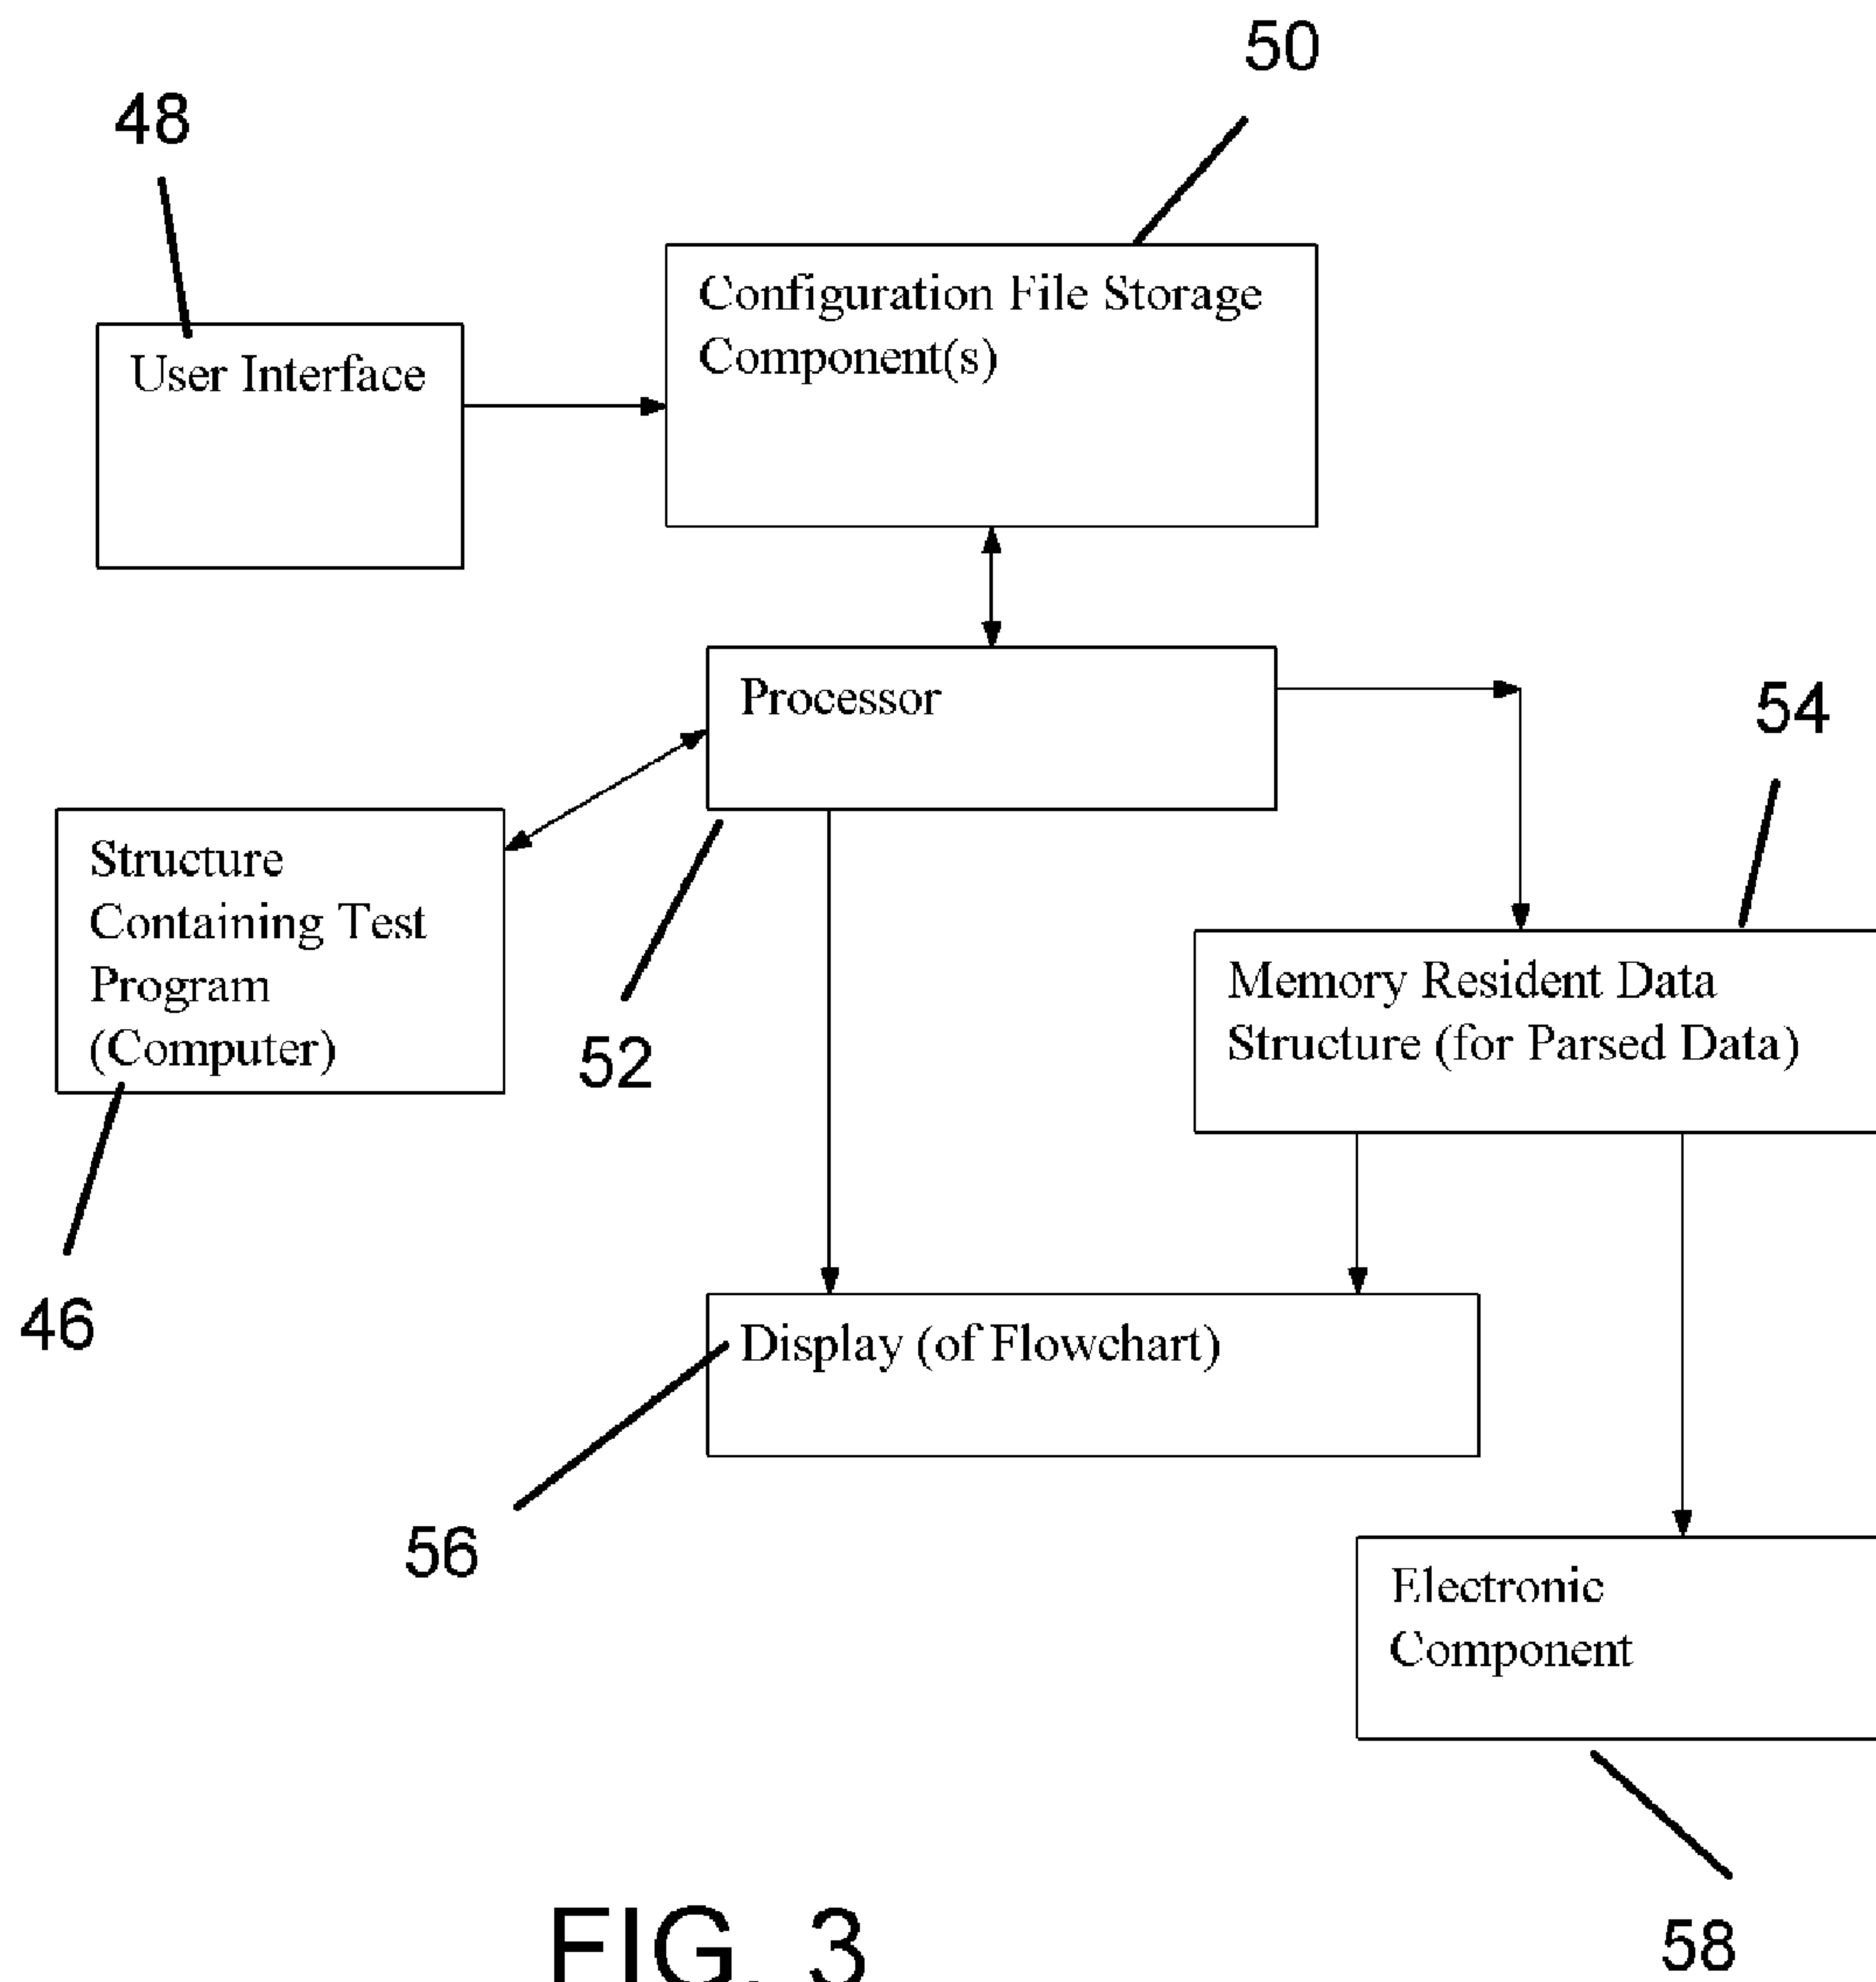 50
48
Configuration File Storage
Component(s)
User Interface
Processor
54
Structure
Containing Test
Program
(Computer)
52
Memory Resident Data
Structure (for Parsed Data)
46
Display (of Flowchart)
56
Electronic
Component
58
FIG. 3